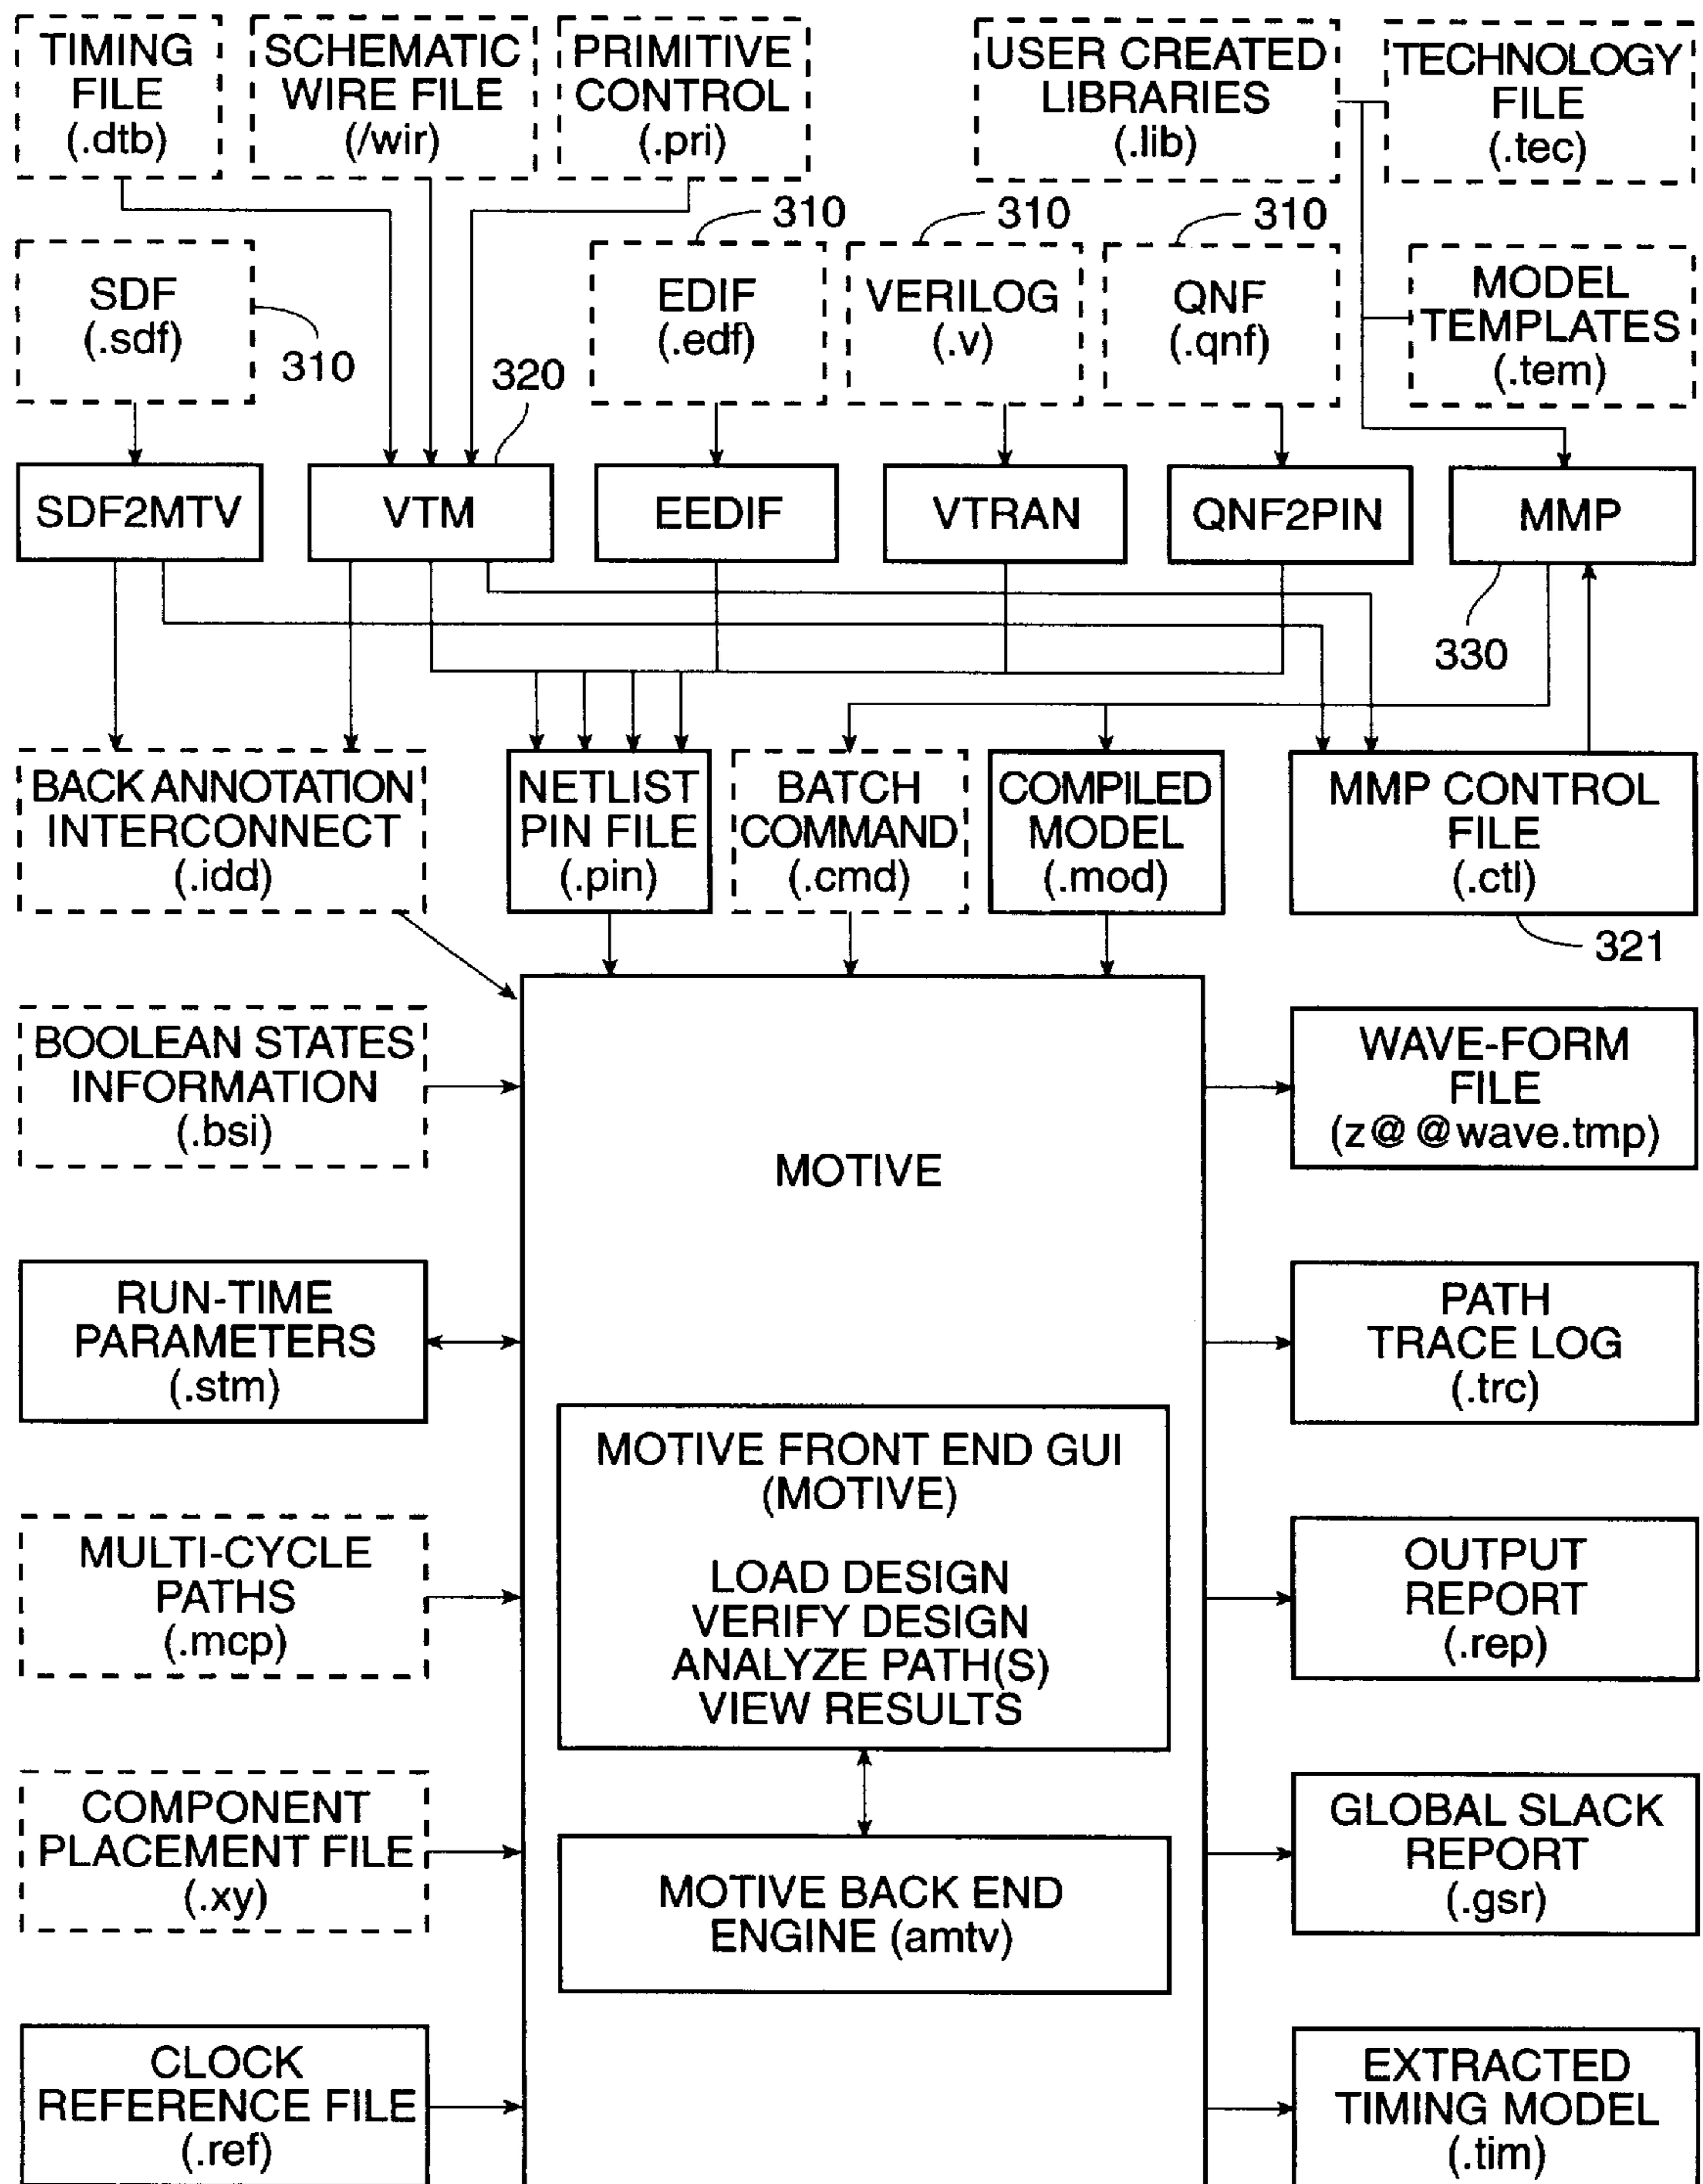 TIMING
FILE
(.dtb)
SCHEMATIC
WIRE FILE
(/wir)
PRIMITIVE
CONTROL
(.pri)
USER CREATED
LIBRARIES
(.lib)
TECHNOLOGY
FILE
(.tec)
310
310
310
SDF
(.sdf)
310
320
EDIF
(.edf)
VERILOG
(.v)
QNF
(.qnf)
MODEL
TEMPLATES
(.tem)
SDF2MTV
VTM
EEDIF
VTRAN
QNF2PIN
MMP
330
BACK ANNOTATION
INTERCONNECT
(.idd)
NETLIST
PIN FILE
(.pin)
BATCH
COMMAND
(.cmd)
COMPILED
MODEL
(.mod)
MMP CONTROL
FILE
(.ctl)
321
BOOLEAN STATES
INFORMATION
(.bsi)
MOTIVE
WAVE-FORM
FILE
(z@@wave.tmp)
RUN-TIME
PARAMETERS
(.stm)
PATH
TRACE LOG
(.trc)
MOTIVE FRONT END GUI
(MOTIVE)
LOAD DESIGN
VERIFY DESIGN
ANALYZE PATH(S)
VIEW RESULTS
MULTI-CYCLE
PATHS
(.mcp)
OUTPUT
REPORT
(.rep)
COMPONENT
PLACEMENT FILE
(.xy)
MOTIVE BACK END
ENGINE (amtv)
GLOBAL SLACK
REPORT
(.gsr)
CLOCK
REFERENCE FILE
(.ref)
EXTRACTED
TIMING MODEL
(.tim)